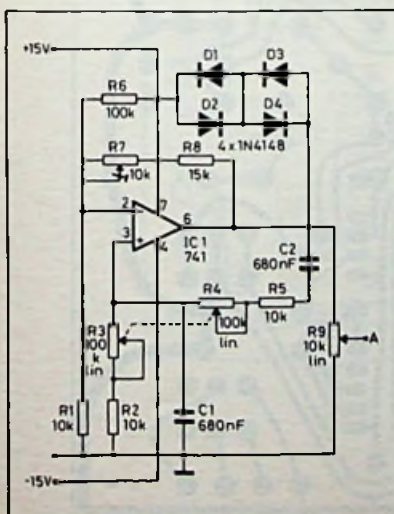 +15V
D1
D3
R6
100k
D2
D4
4x1N4148
R7
10k
R8
15k
2
7
6
3
4
IC1
741
C2
680nF
R4
100k
lin
R5
10k
R3
100
k
lin
R9
10k
lin
A
R1
10k
R2
10k
C1
680nF
-15V